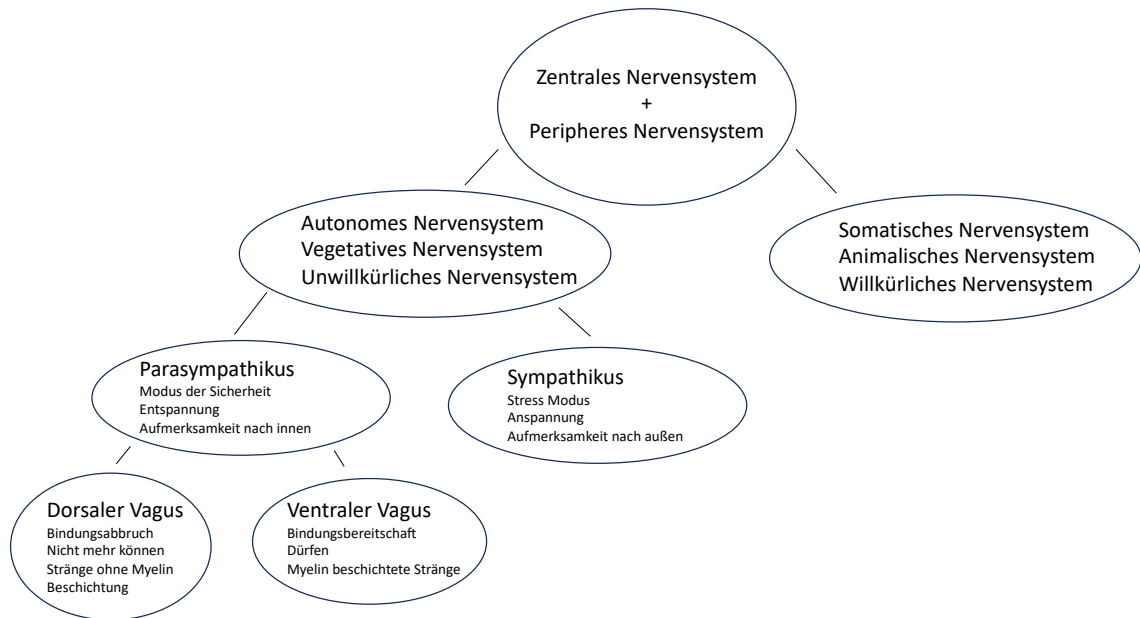 Zentrales Nervensystem
+
Peripheres Nervensystem
Autonomes Nervensystem
Vegetatives Nervensystem
Unwillkürliches Nervensystem
Somatisches Nervensystem
Animalisches Nervensystem
Willkürliches Nervensystem
Parasympathikus
Modus der Sicherheit
Entspannung
Aufmerksamkeit nach innen
Sympathikus
Stress Modus
Anspannung
Aufmerksamkeit nach außen
Dorsaler Vagus
Bindungsabbruch
Nicht mehr können
Stränge ohne Myelin
Beschichtung
Ventraler Vagus
Bindungsbereitschaft
Dürfen
Myelin beschichtete Stränge